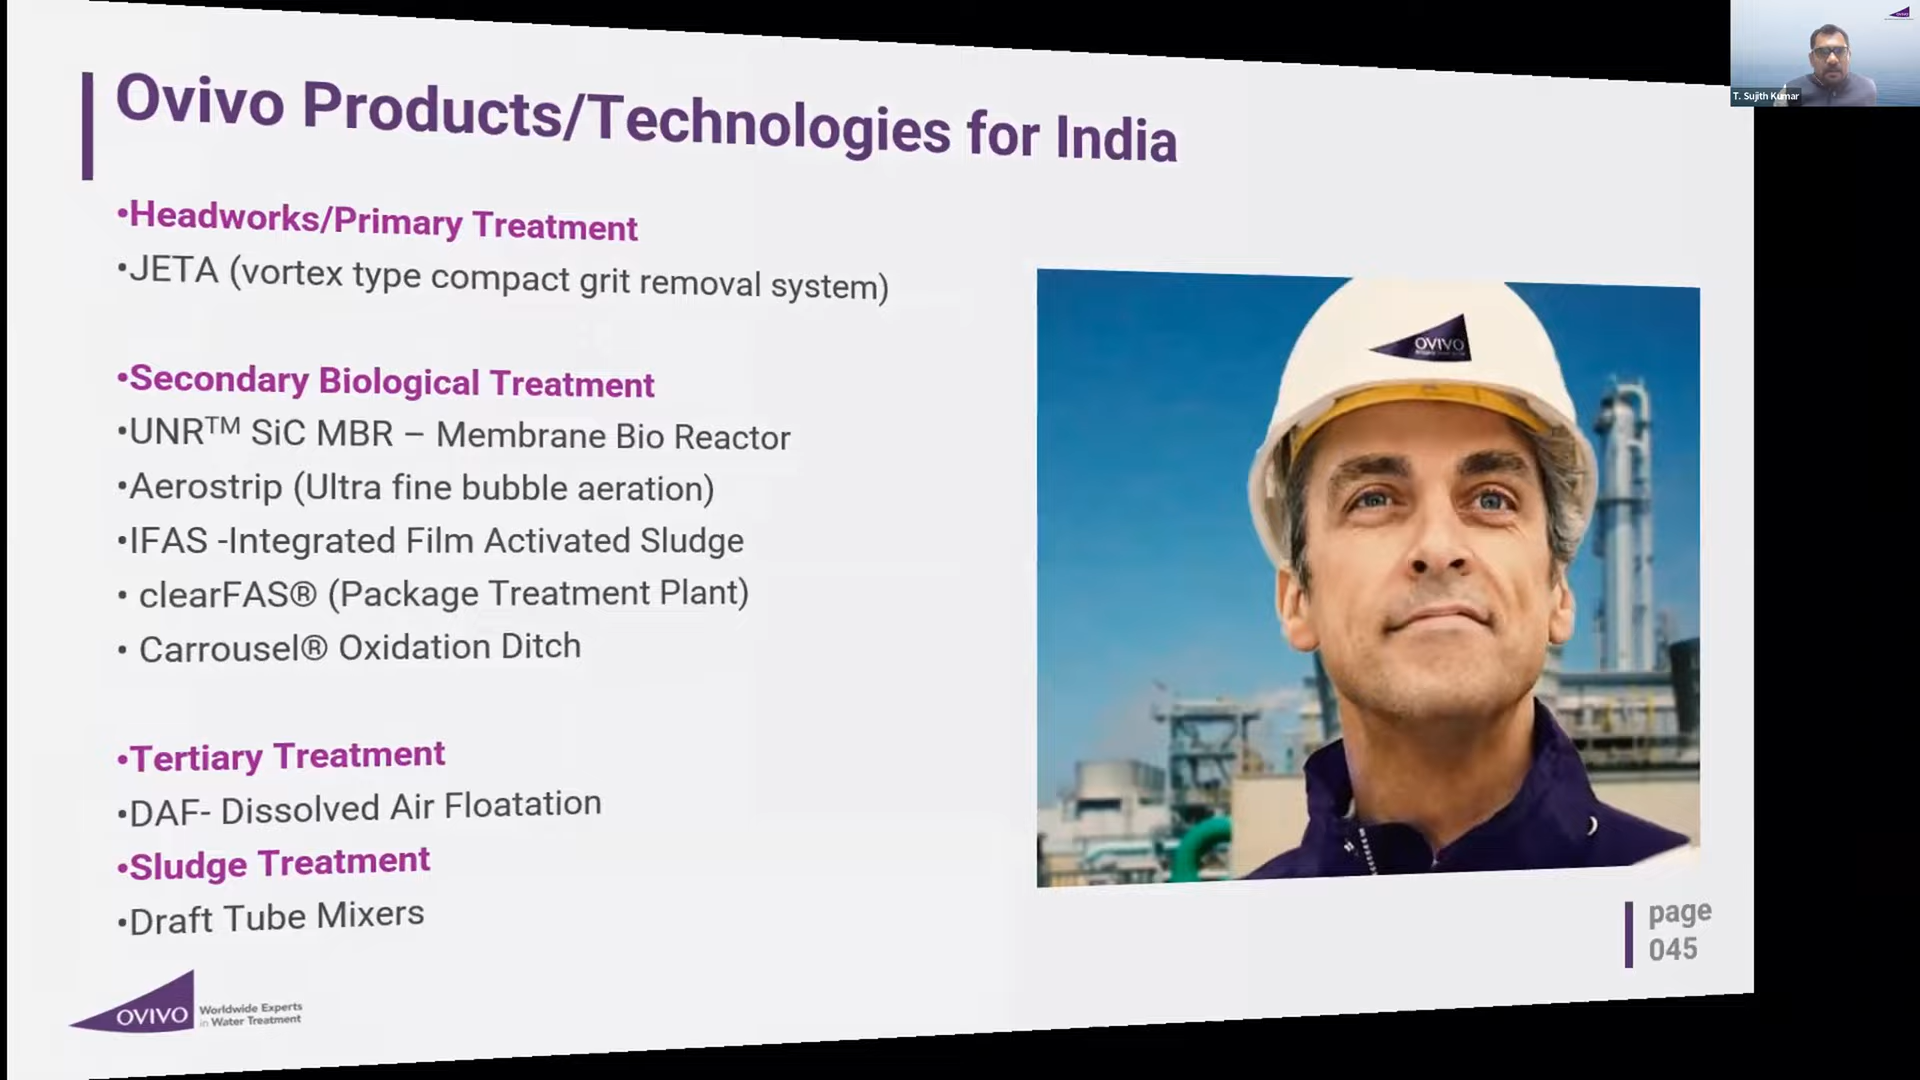 T. Sujith Kumar
Ovivo Products/Technologies for India
•Headworks/Primary Treatment
•JETA (vortex type compact grit removal system)
•Secondary Biological Treatment
•UNR™ SiC MBR – Membrane Bio Reactor
•Aerostrip (Ultra fine bubble aeration)
•IFAS -Integrated Film Activated Sludge
• clearFAS® (Package Treatment Plant)
• Carrousel® Oxidation Ditch
•Tertiary Treatment
•DAF- Dissolved Air Floatation
•Sludge Treatment
•Draft Tube Mixers
OVIVO
page
045
OVIVO
Worldwide Experts
in Water Treatment